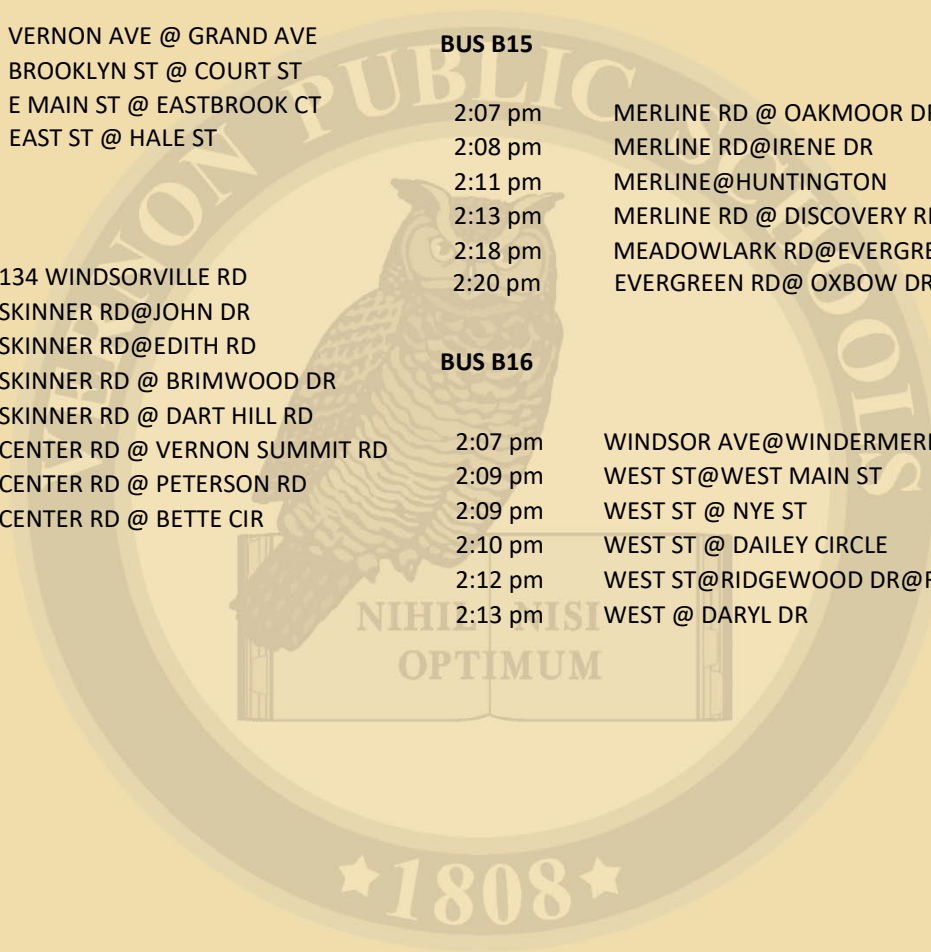 VERNON AVE @ GRAND AVE
BROOKLYN ST @ COURT ST
E MAIN ST @ EASTBROOK CT
EAST ST @ HALE ST
134 WINDSORVILLE RD
SKINNER RD@JOHN DR
SKINNER RD@EDITH RD
SKINNER RD @ BRIMWOOD DR
SKINNER RD @ DART HILL RD
CENTER RD @ VERNON SUMMIT RD
CENTER RD @ PETERSON RD
CENTER RD @ BETTE CIR
BUS B15
2:07 pm MERLINE RD @ OAKMOOR DR
2:08 pm MERLINE RD@IRENE DR
2:11 pm MERLINE@HUNTINGTON
2:13 pm MERLINE RD @ DISCOVERY
2:18 pm MEADOWLARK RD@
2:20 pm EVERGREEN RD@ OXBOW DR
BUS B16
2:07 pm WINDSOR AVE@
2:09 pm WEST ST@WEST MAIN ST
2:09 pm WEST ST @ NYE ST
2:10 pm WEST ST @ DAILEY CIRCLE
2:12 pm WEST ST@RIDGEWOOD DR@
2:13 pm WEST @ DARYL DR
VERNON PUBLIC SCHOOLS
NIHIL NISI
OPTIMUM
1808